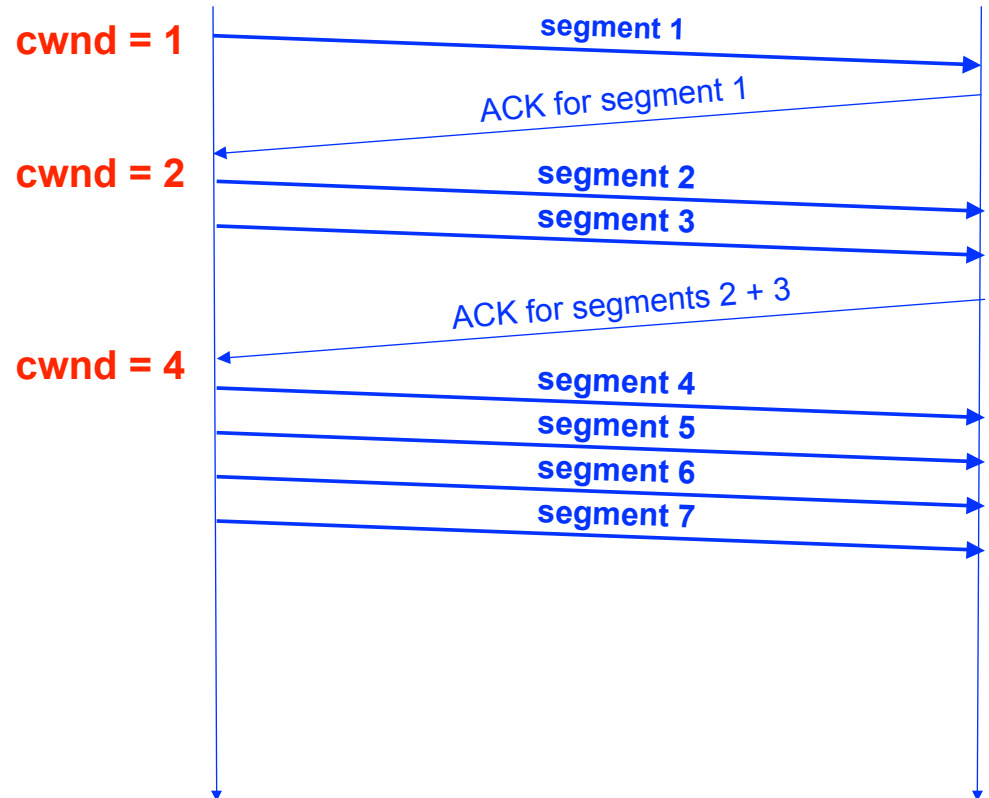 cwnd = 1
segment 1
ACK for segment 1
cwnd = 2
segment 2
segment 3
ACK for segments 2 + 3
cwnd = 4
segment 4
segment 5
segment 6
segment 7